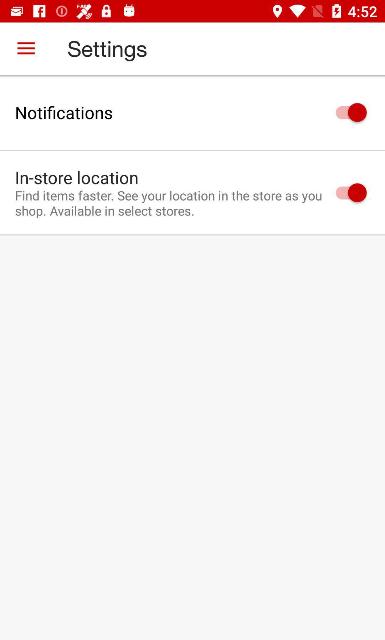 4:52
Settings
Notifications
In-store location
Find items faster. See your location in the store as you
shop. Available in select stores.